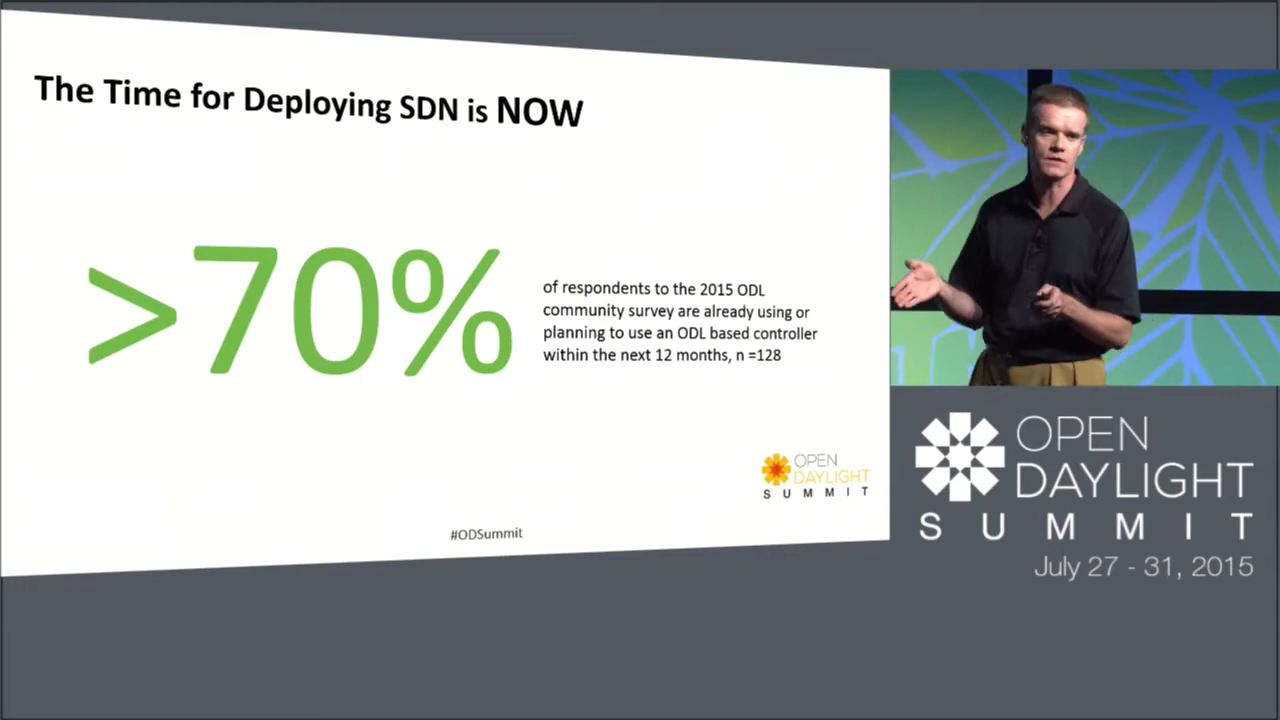 The Time for Deploying SDN is NOW
>70%
of respondents to the 2015 ODL
community survey are already using or
planning to use an ODL based controller
within the next 12 months, n =128
OPEN
DAYLIGHT
SUMMIT
#ODSummit
OPEN
DAYLIGHT
SUMMIT
July 27 - 31, 2015